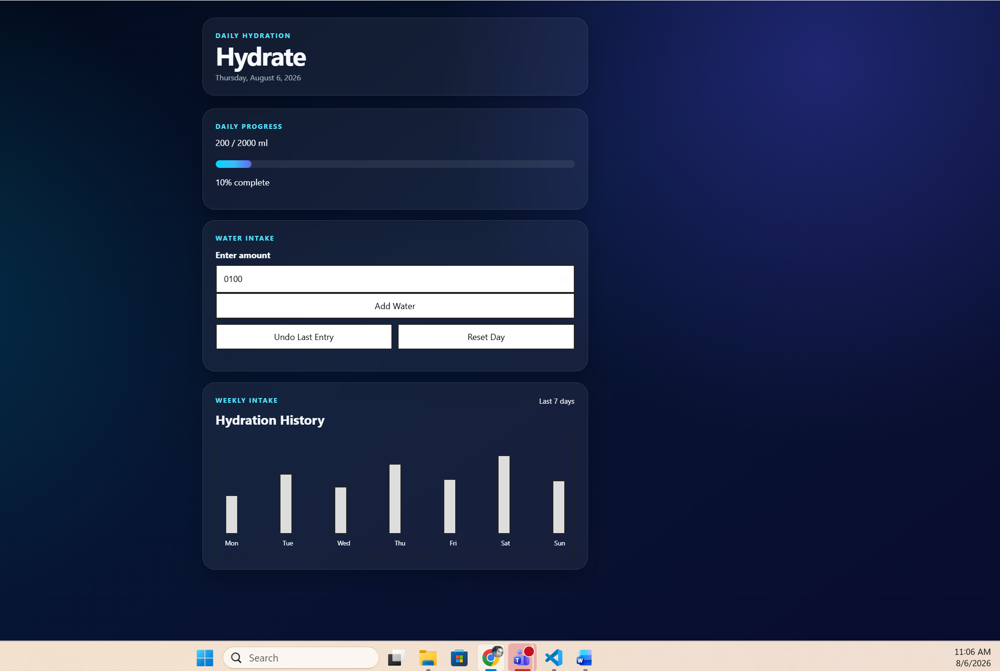 DAILY HYDRATION
Hydrate
Thursday, August 6, 2026
DAILY PROGRESS
200 / 2000 ml
10% complete
WATER INTAKE
Enter amount
0100
Add Water
Undo Last Entry
Reset Day
WEEKLY INTAKE
Last 7 days
Hydration History
Mon Tue Wed Thu Fri Sat Sun
Search
T
W
11:06 AM
8/6/2026